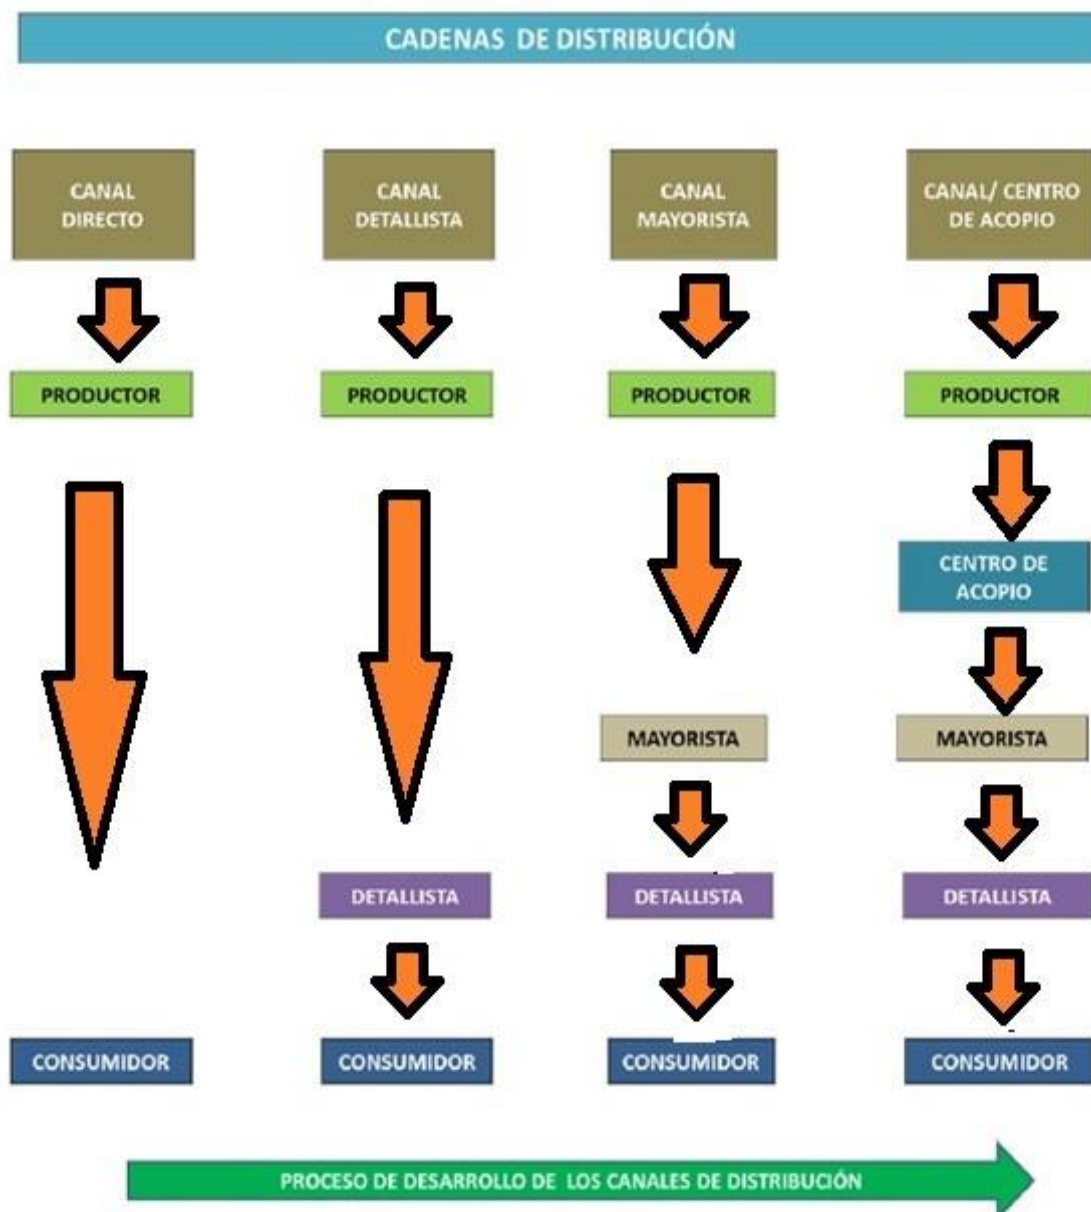 CADENAS DE DISTRIBUCIÓN
CANAL
DIRECTO
CANAL
DETALLISTA
CANAL
MAYORISTA
CANAL/ CENTRO
DE ACOPIO
PRODUCTOR
PRODUCTOR
PRODUCTOR
PRODUCTOR
CENTRO DE
ACOPIO
MAYORISTA
MAYORISTA
DETALLISTA
DETALLISTA
DETALLISTA
CONSUMIDOR
CONSUMIDOR
CONSUMIDOR
CONSUMIDOR
PROCESO DE DESARROLLO DE LOS CANALES DE DISTRIBUCIÓN